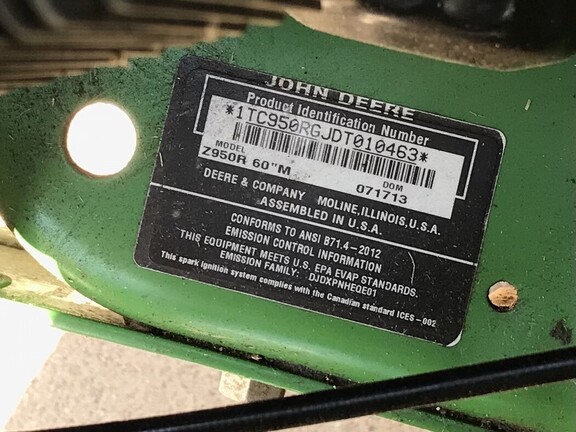 JOHN DEERE
Product Identification Number
*1TC950RGJDT010463*
MODEL DOM
Z950R 60"M 071713
DEERE & COMPANY MOLINE, ILLINOIS, U.S.A.
ASSEMBLED IN U.S.A.
CONFORMS TO ANSI B71.4-2012
EMISSION CONTROL INFORMATION
THIS EQUIPMENT MEETS U.S. EPA EVAP STANDARDS.
EMISSION FAMILY: DJDXPNHEQE01
This spark ignition system complies with the Canadian standard ICES-002